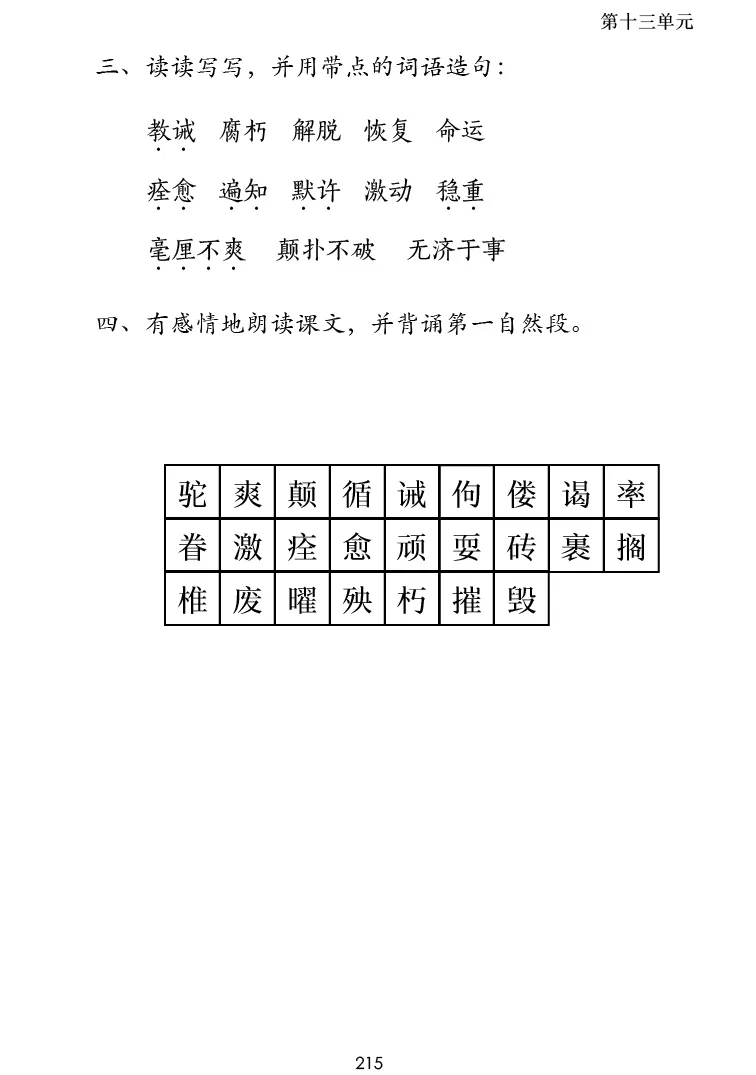 第十三单元
三、读读写写，并用带点的词语造句：
教诫 腐朽 解脱 恢复 命运
痊愈 遍知 默许 激动 稳重
毫厘不爽 颠扑不破 无济于事
四、有感情地朗读课文，并背诵第一自然段。
驼 爽 颠 循 诫 佝 偻 谒 率
眷 激 痊 愈 顽 耍 砖 裹 搁
椎 废 曜 殃 朽 摧 毁
215